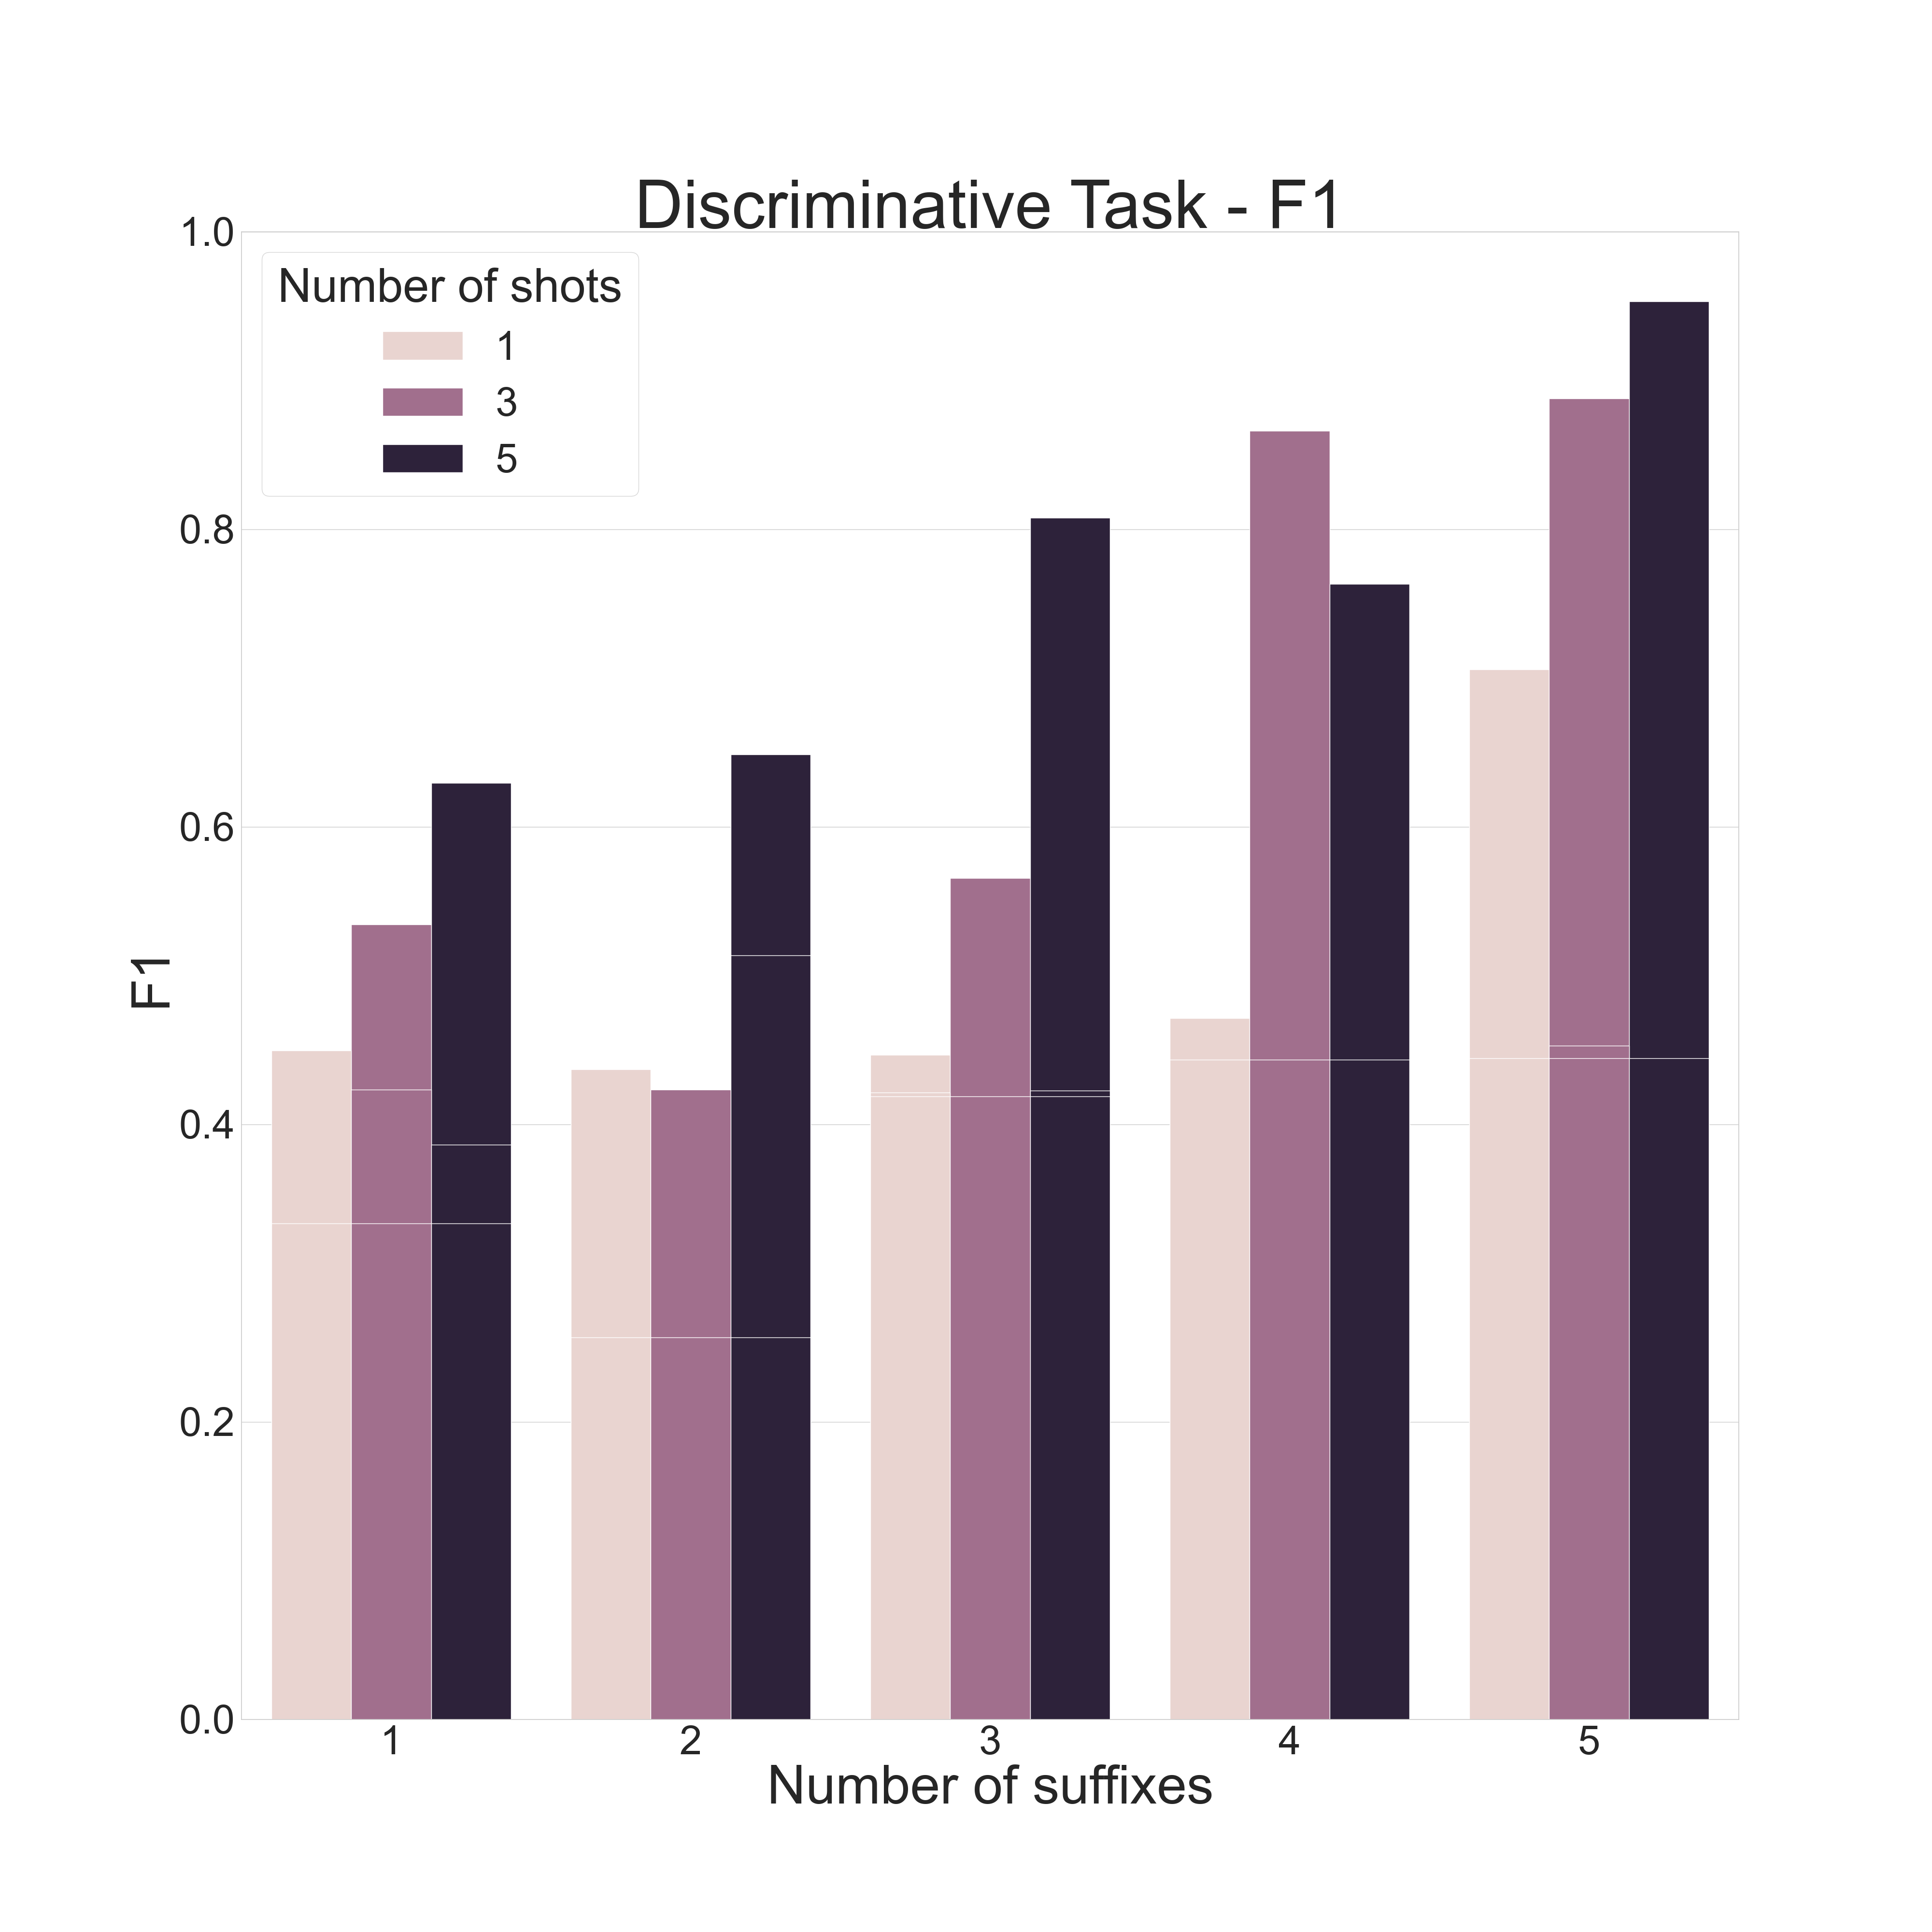 Discriminative Task - F1
Number of shots
1
3
5
1.0
0.8
0.6
0.4
0.2
0.0
F1
1 2 3 4 5
Number of suffixes